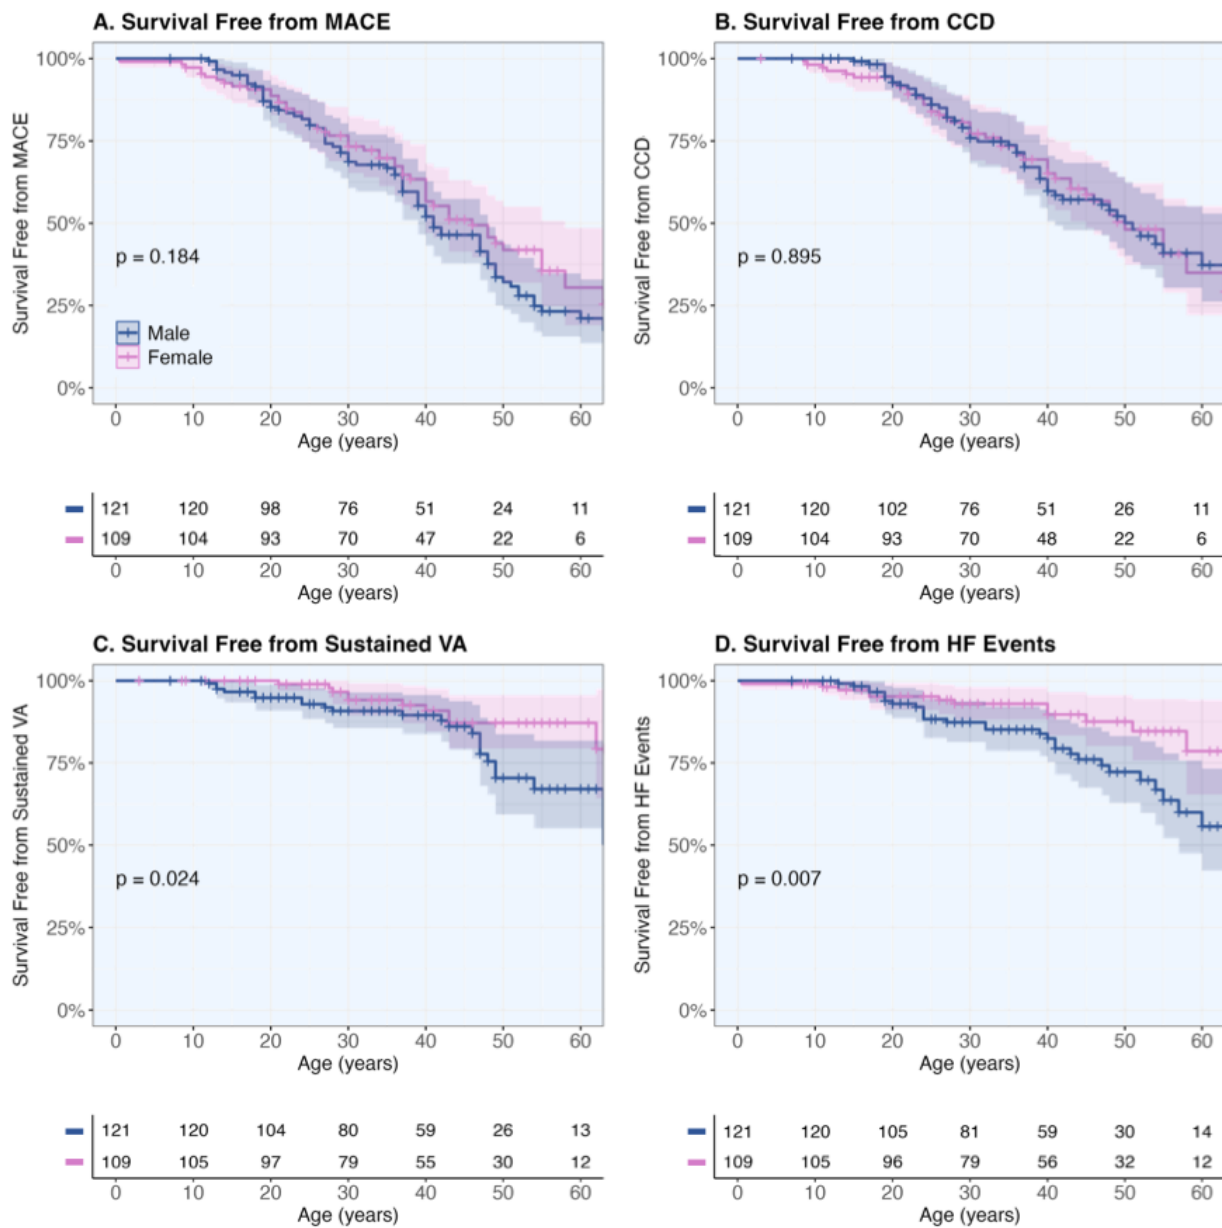 A. Survival Free from MACE
Survival Free from MACE
100%
75%
50%
25%
0%
p = 0.184
Male
Female
0 10 20 30 40 50 60
Age (years)
121 120 98 76 51 24 11
109 104 93 70 47 22 6
0 10 20 30 40 50 60
Age (years)
B. Survival Free from CCD
Survival Free from CCD
100%
75%
50%
25%
0%
p = 0.895
0 10 20 30 40 50 60
Age (years)
121 120 102 76 51 26 11
109 104 93 70 48 22 6
0 10 20 30 40 50 60
Age (years)
C. Survival Free from Sustained VA
Survival Free from Sustained VA
100%
75%
50%
25%
0%
p = 0.024
0 10 20 30 40 50 60
Age (years)
121 120 104 80 59 26 13
109 105 97 79 55 30 12
0 10 20 30 40 50 60
Age (years)
D. Survival Free from HF Events
Survival Free from HF Events
100%
75%
50%
25%
0%
p = 0.007
0 10 20 30 40 50 60
Age (years)
121 120 105 81 59 30 14
109 105 96 79 56 32 12
0 10 20 30 40 50 60
Age (years)